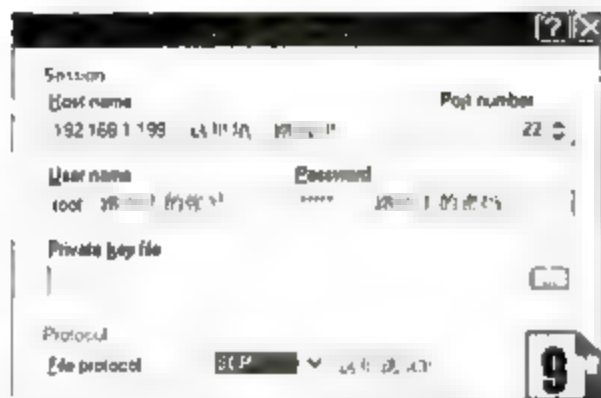 Session
Host name Port number
192.168.1.199 22
User name Password
root *****
Private key file
...
Protocol
File protocol SCP
9